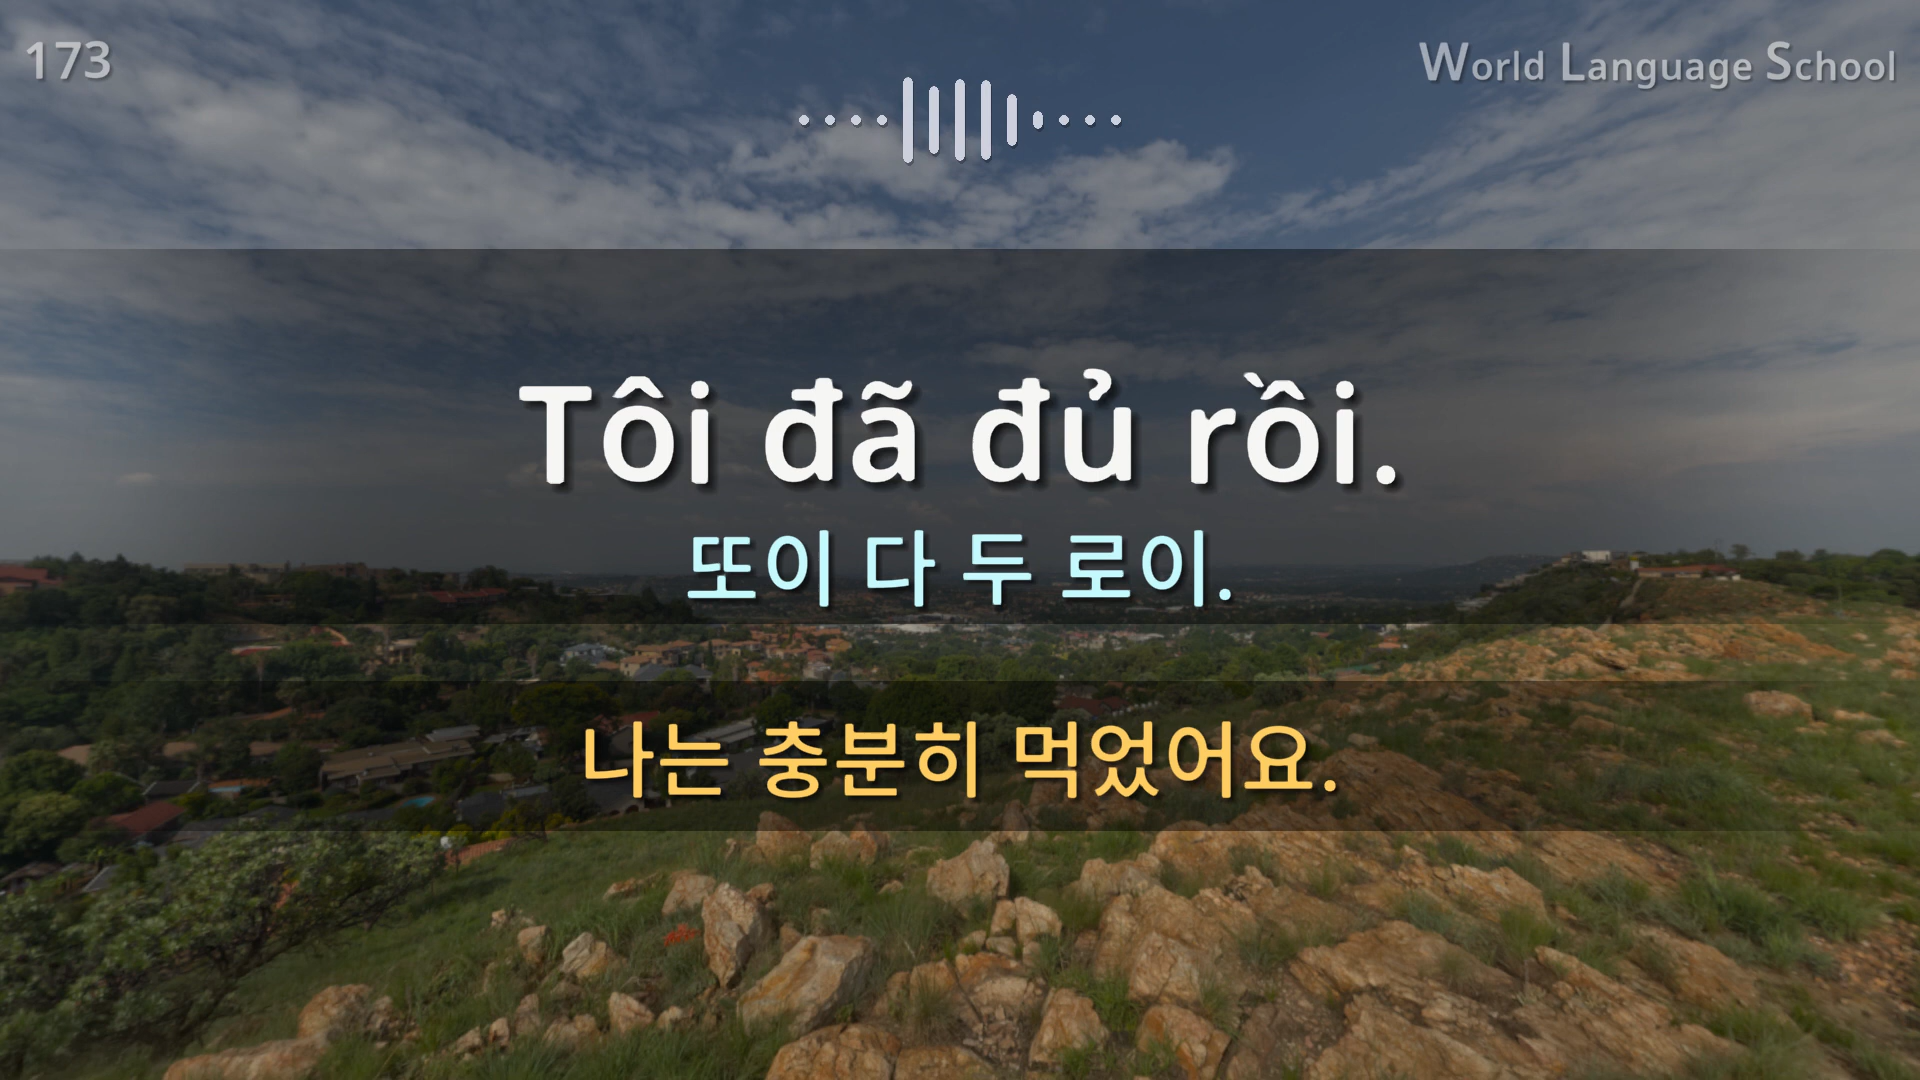 173
World Language School
Tôi đã đủ rồi.
또이 다 두 로이.
나는 충분히 먹었어요.